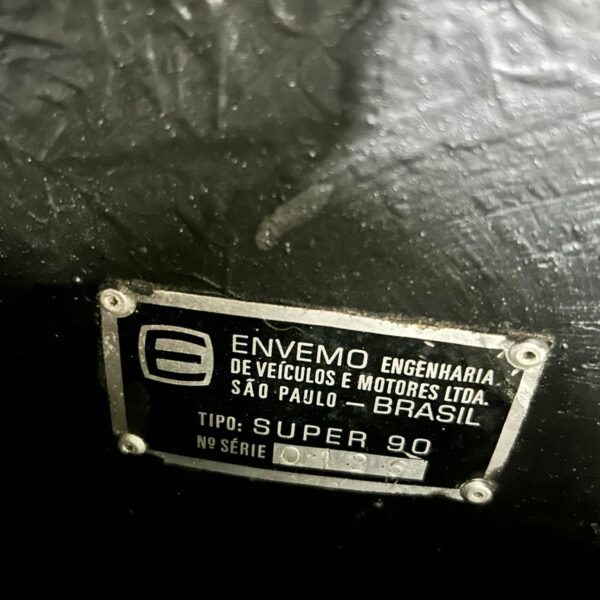 ENVEMO ENGENHARIA
DE VEÍCULOS E MOTORES LTDA.
SÃO PAULO – BRASIL
TIPO: SUPER 90
Nº SÉRIE 0126